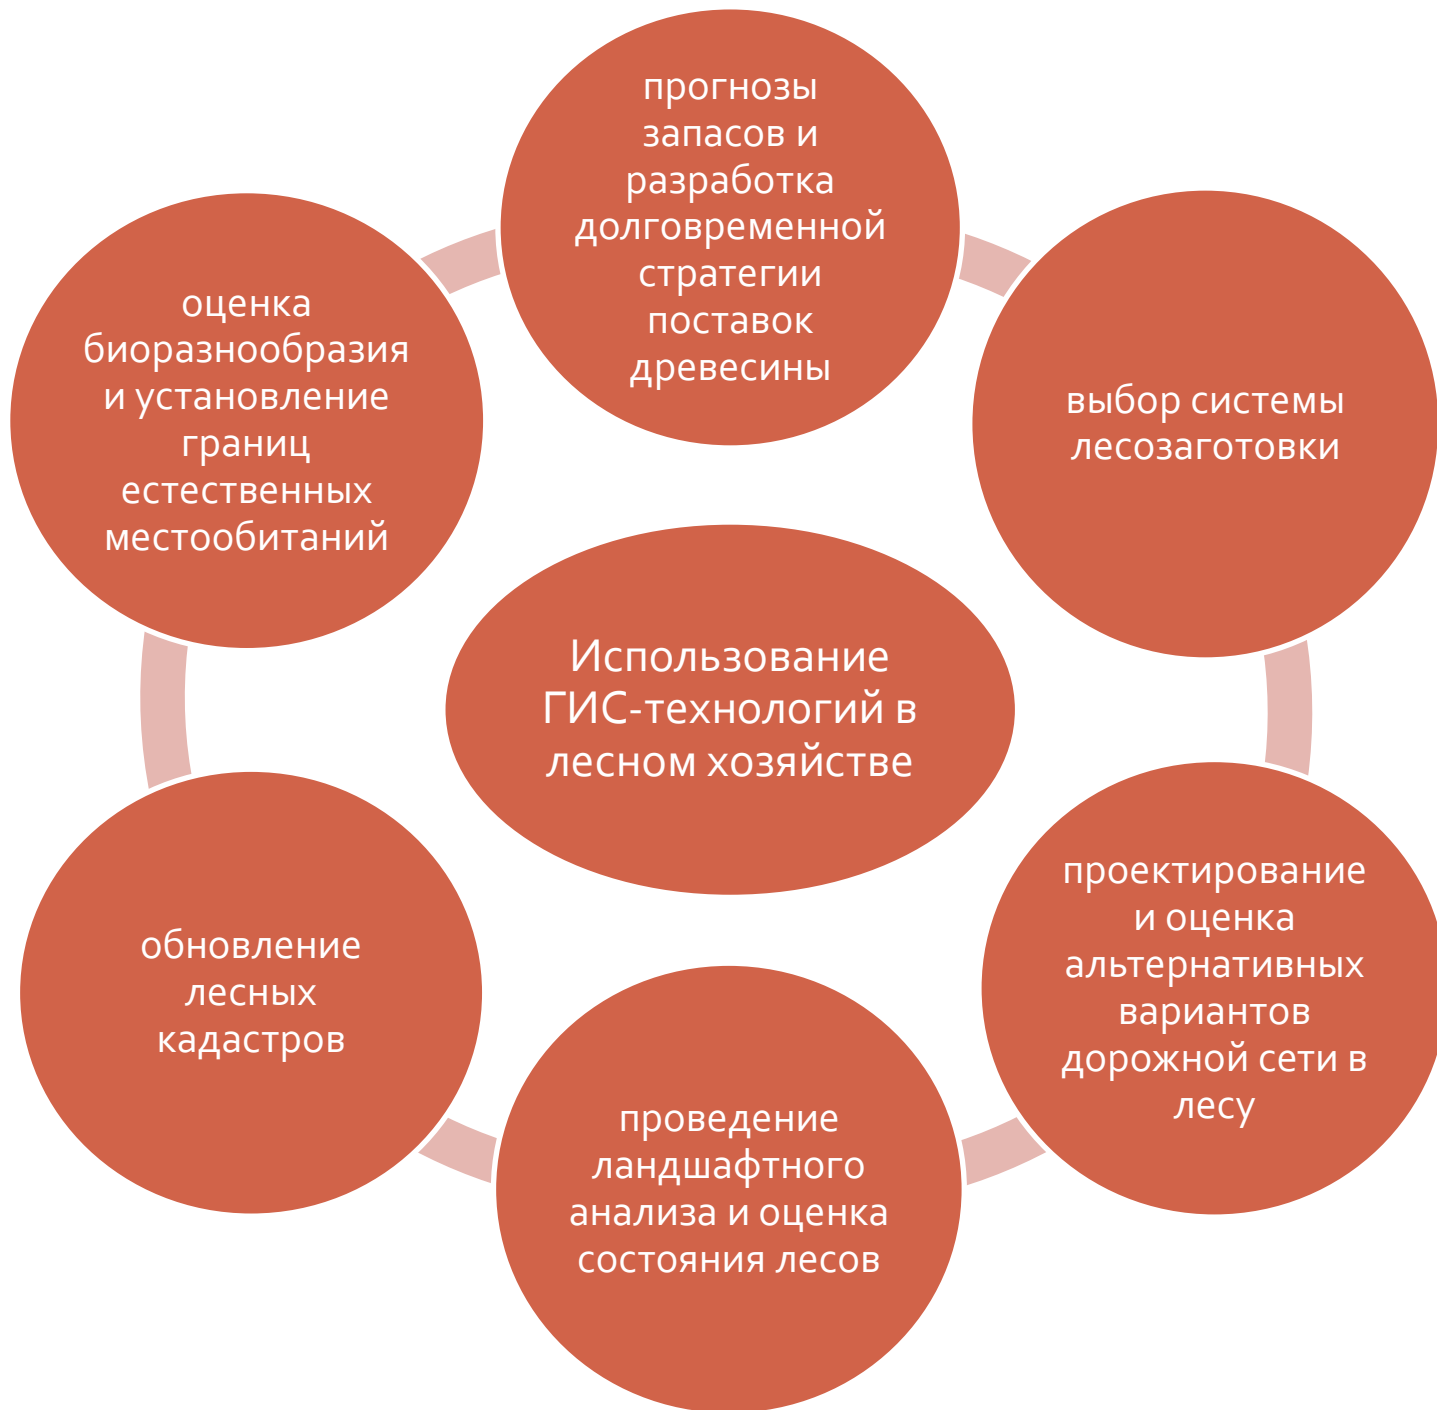 прогнозы
запасов и
разработка
долговременной
стратегии
поставок
древесины
выбор системы
лесозаготовки
проектирование
и оценка
альтернативных
вариантов
дорожной сети в
лесу
проведение
ландшафтного
анализа и оценка
состояния лесов
обновление
лесных
кадастров
оценка
биоразнообразия
и установление
границ
естественных
местообитаний
Использование
ГИС-технологий в
лесном хозяйстве